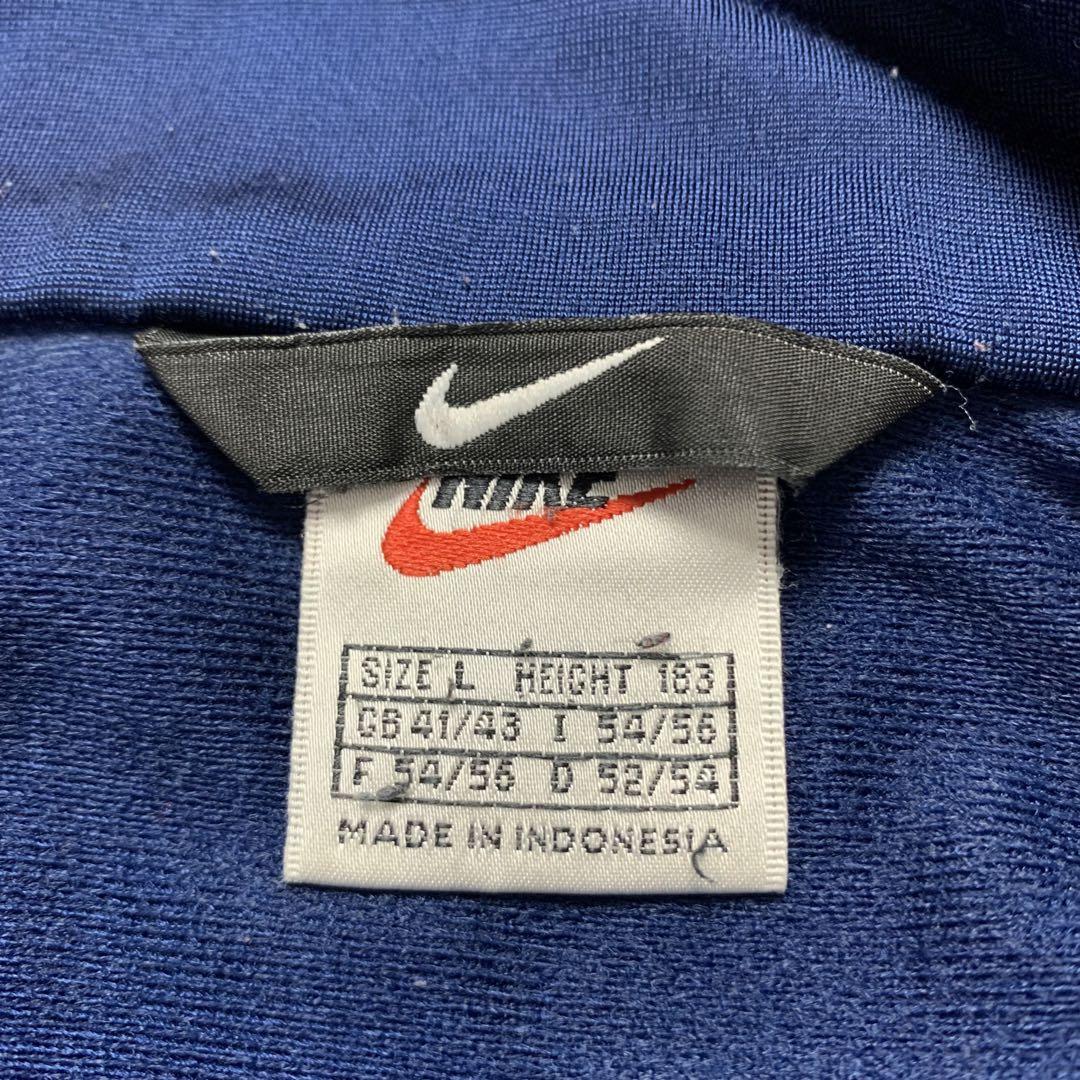 NIKE
SIZE L HEIGHT 183
GB 41/43 I 54/56
F 54/56 D 52/54
MADE IN INDONESIA